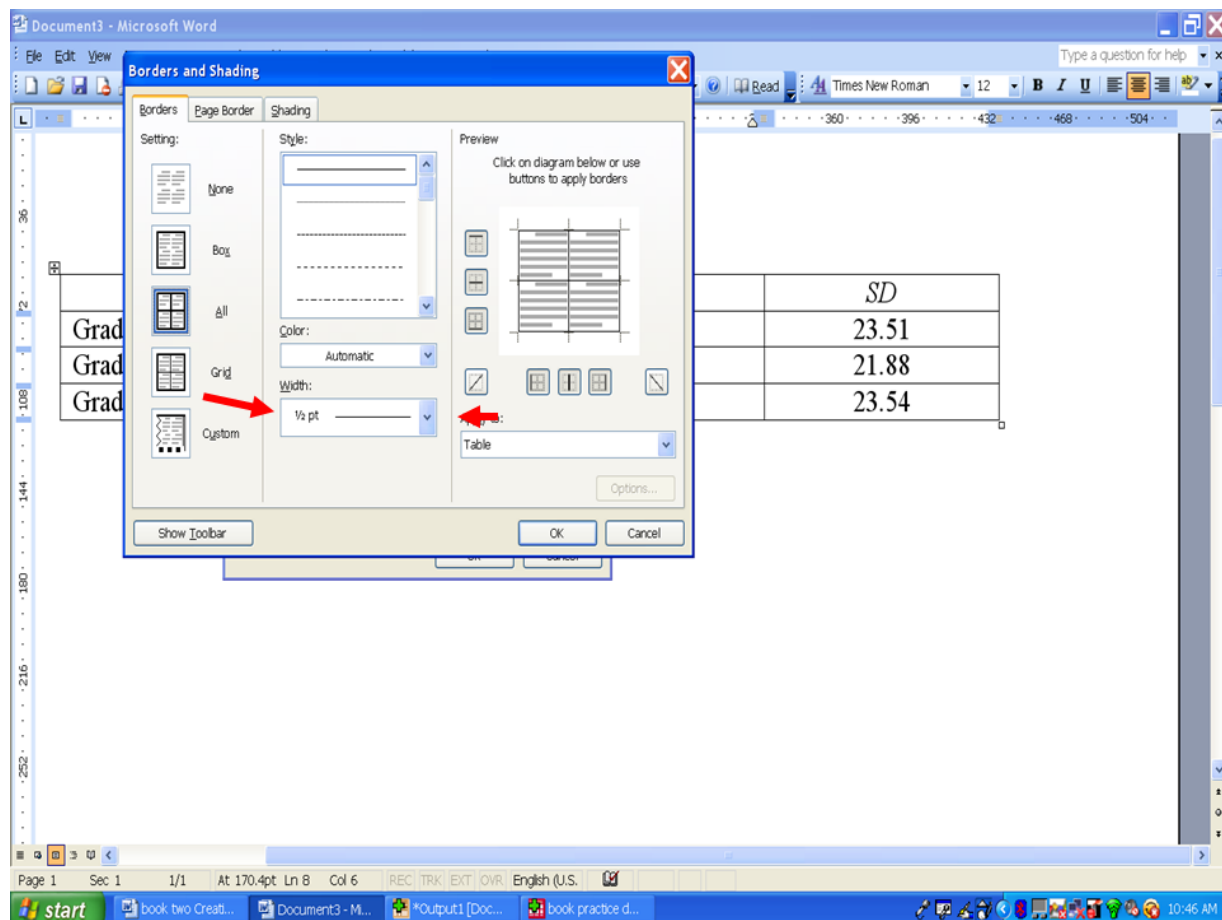 Document3 - Microsoft Word
File Edit View
Type a question for help
Read Times New Roman 12 B I U
360 396 432 468 504
Borders and Shading
Borders Page Border Shading
Setting:
None
Box
All
Grid
Custom
Style:
Color:
Automatic
Width:
½ pt
Preview
Click on diagram below or use
buttons to apply borders
Table
Options...
Show Toolbar OK Cancel
SD
Grad 23.51
Grad 21.88
Grad 23.54
36
72
108
144
180
216
252
Page 1 Sec 1 1/1 At 170.4pt Ln 8 Col 6 REC TRK EXT OVR English (U.S.
start book two Creati... Document3 - Mi... *Output1 [Doc... book practice d... 10:46 AM